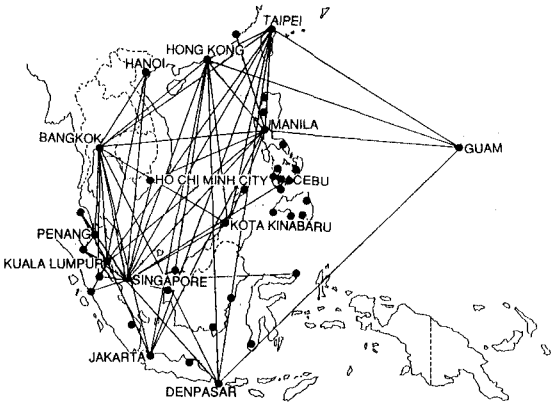 TAIPEI
HONG KONG
HANOI
MANILA
BANGKOK
GUAM
HO CHI MINH CITY
CEBU
PENANG
KOTA KINABARU
KUALA LUMPUR
SINGAPORE
JAKARTA
DENPASAR